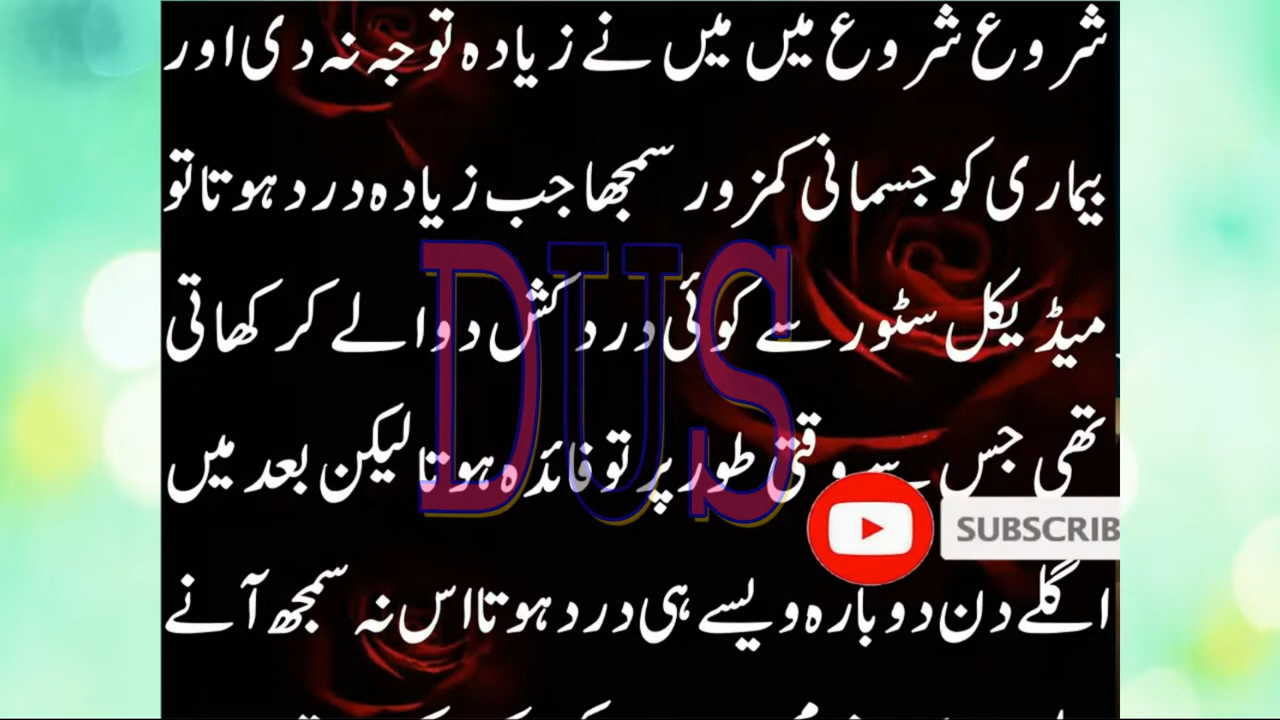 شروع شروع میں میں نے زیادہ توجہ نہ دی اور
بیماری کو جسمانی کمزور سمجھا جب زیادہ درد ہوتا تو
میڈیکل سٹور سے کوئی درد کش دوا لے کر کھاتی
تھی جس سے وقتی طور پر تو فائدہ ہوتا لیکن بعد میں
اگلے دن دوبارہ ویسے ہی درد ہوتا اس نہ سمجھ آنے
DUS
SUBSCRIB